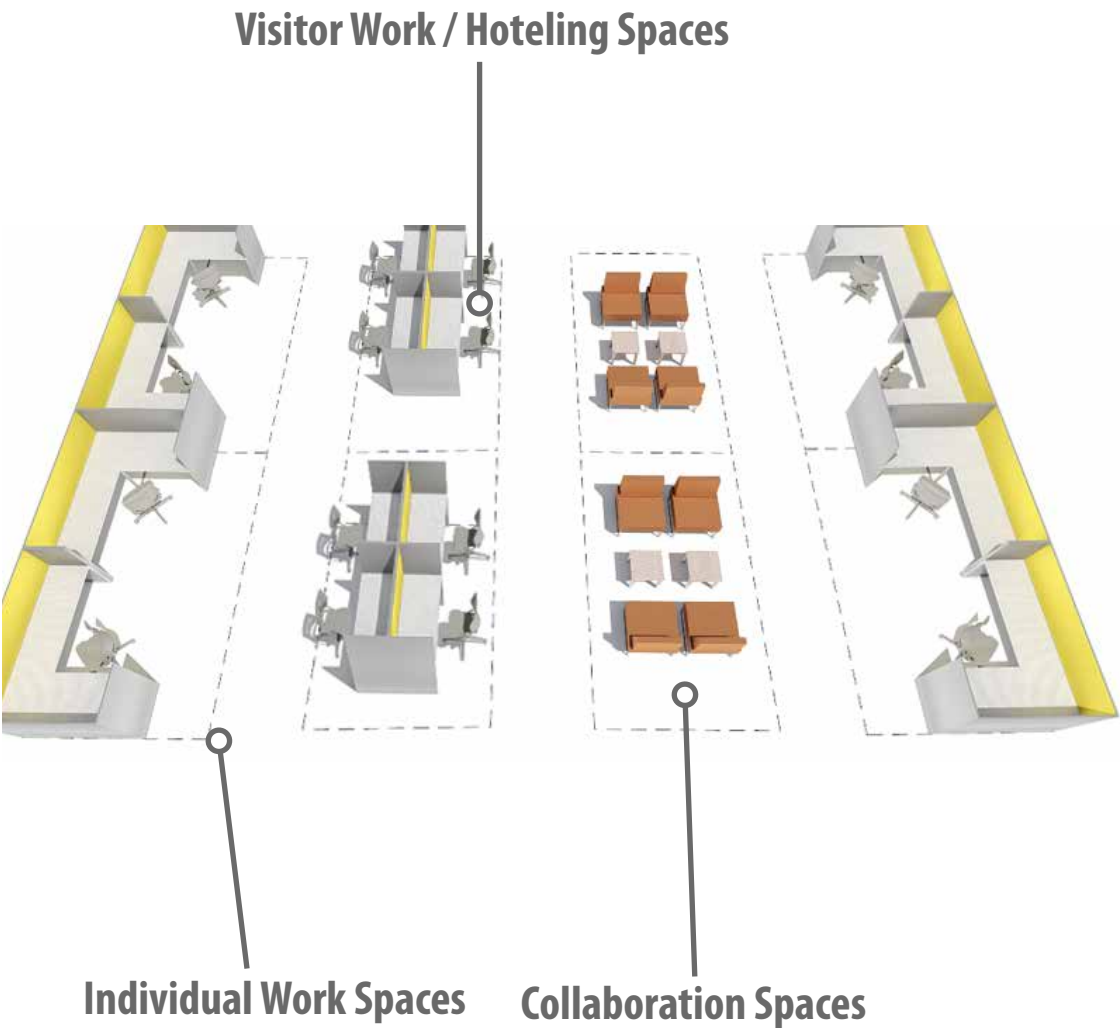 Visitor Work / Hoteling Spaces
Individual Work Spaces
Collaboration Spaces